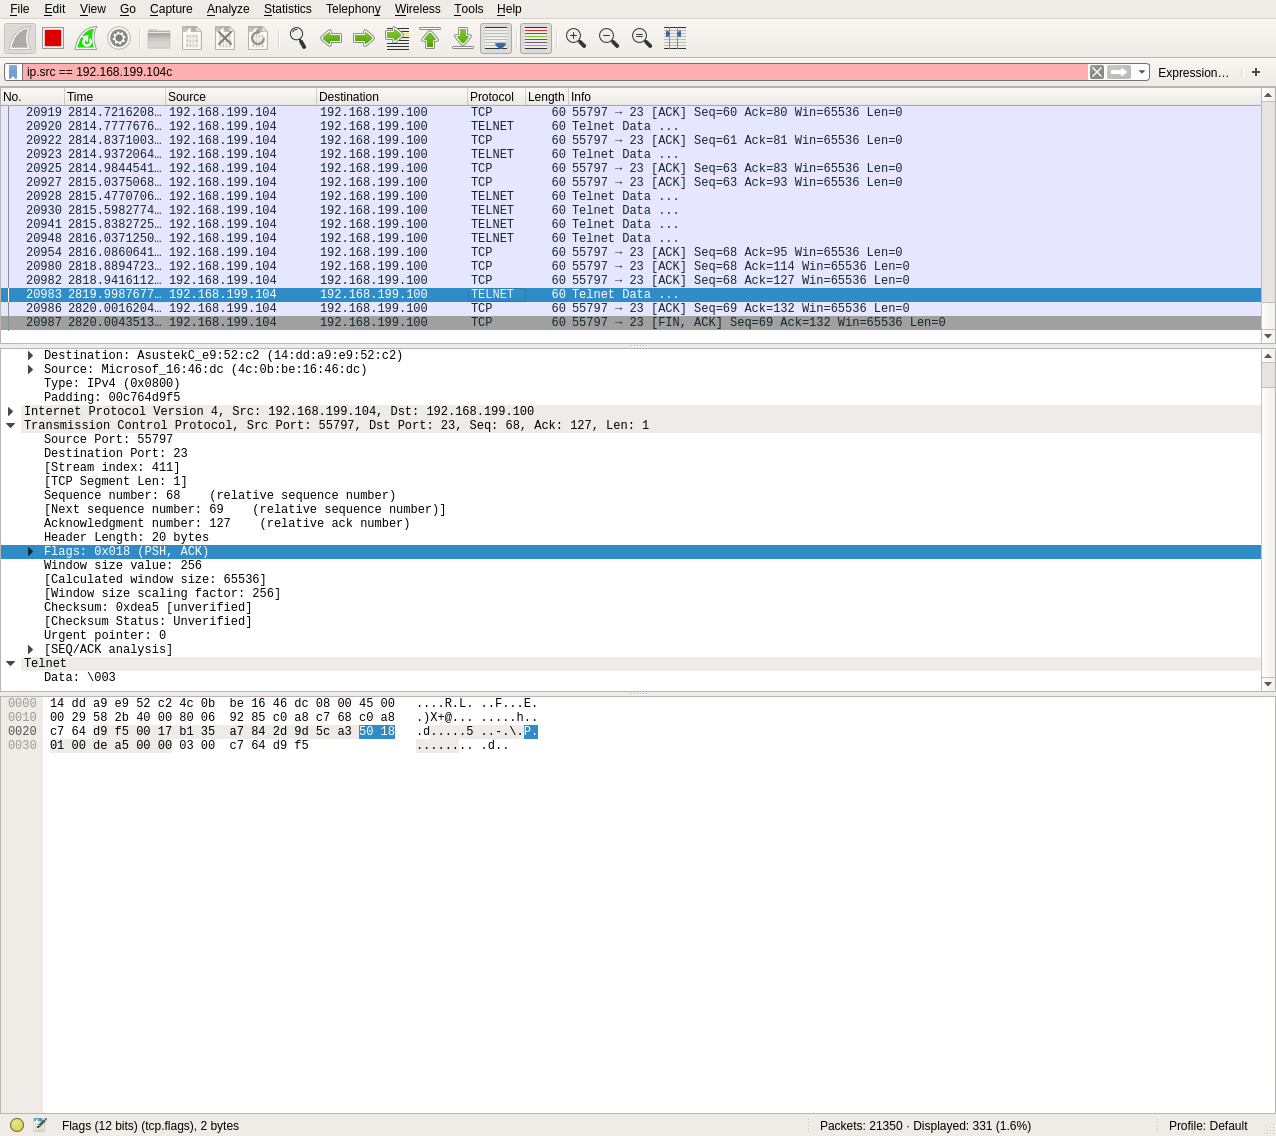 File Edit View Go Capture Analyze Statistics Telephony Wireless Tools Help
ip.src == 192.168.199.104c Expression… +
No. Time Source Destination Protocol Length Info
20919 2814.7216208… 192.168.199.104 192.168.199.100 TCP 60 55797 → 23 [ACK] Seq=60 Ack=80 Win=65536 Len=0
20920 2814.7777676… 192.168.199.104 192.168.199.100 TELNET 60 Telnet Data ...
20922 2814.8371003… 192.168.199.104 192.168.199.100 TCP 60 55797 → 23 [ACK] Seq=61 Ack=81 Win=65536 Len=0
20923 2814.9372064… 192.168.199.104 192.168.199.100 TELNET 60 Telnet Data ...
20925 2814.9844541… 192.168.199.104 192.168.199.100 TCP 60 55797 → 23 [ACK] Seq=63 Ack=83 Win=65536 Len=0
20927 2815.0375068… 192.168.199.104 192.168.199.100 TCP 60 55797 → 23 [ACK] Seq=63 Ack=93 Win=65536 Len=0
20928 2815.4770706… 192.168.199.104 192.168.199.100 TELNET 60 Telnet Data ...
20930 2815.5982774… 192.168.199.104 192.168.199.100 TELNET 60 Telnet Data ...
20941 2815.8382725… 192.168.199.104 192.168.199.100 TELNET 60 Telnet Data ...
20948 2816.0371250… 192.168.199.104 192.168.199.100 TELNET 60 Telnet Data ...
20954 2816.0860641… 192.168.199.104 192.168.199.100 TCP 60 55797 → 23 [ACK] Seq=68 Ack=95 Win=65536 Len=0
20980 2818.8894723… 192.168.199.104 192.168.199.100 TCP 60 55797 → 23 [ACK] Seq=68 Ack=114 Win=65536 Len=0
20982 2818.9416112… 192.168.199.104 192.168.199.100 TCP 60 55797 → 23 [ACK] Seq=68 Ack=127 Win=65536 Len=0
20983 2819.9987677… 192.168.199.104 192.168.199.100 TELNET 60 Telnet Data ...
20986 2820.0016204… 192.168.199.104 192.168.199.100 TCP 60 55797 → 23 [ACK] Seq=69 Ack=132 Win=65536 Len=0
20987 2820.0043513… 192.168.199.104 192.168.199.100 TCP 60 55797 → 23 [FIN, ACK] Seq=69 Ack=132 Win=65536 Len=0
Destination: AsustekC_e9:52:c2 (14:dd:a9:e9:52:c2)
Source: Microsof_16:46:dc (4c:0b:be:16:46:dc)
Type: IPv4 (0x0800)
Padding: 00c764d9f5
Internet Protocol Version 4, Src: 192.168.199.104, Dst: 192.168.199.100
Transmission Control Protocol, Src Port: 55797, Dst Port: 23, Seq: 68, Ack: 127, Len: 1
Source Port: 55797
Destination Port: 23
[Stream index: 411]
[TCP Segment Len: 1]
Sequence number: 68    (relative sequence number)
[Next sequence number: 69    (relative sequence number)]
Acknowledgment number: 127    (relative ack number)
Header Length: 20 bytes
Flags: 0x018 (PSH, ACK)
Window size value: 256
[Calculated window size: 65536]
[Window size scaling factor: 256]
Checksum: 0xdea5 [unverified]
[Checksum Status: Unverified]
Urgent pointer: 0
[SEQ/ACK analysis]
Telnet
Data: \003
0000 14 dd a9 e9 52 c2 4c 0b be 16 46 dc 08 00 45 00 ....R.L. ..F...E.
0010 00 29 58 2b 40 00 80 06 92 85 c0 a8 c7 68 c0 a8 .)X+@... .....h..
0020 c7 64 d9 f5 00 17 b1 35 a7 84 2d 9d 5c a3 50 18 .d.....5 ..-.\.P.
0030 01 00 de a5 00 00 03 00 c7 64 d9 f5 ........ .d..
Flags (12 bits) (tcp.flags), 2 bytes Packets: 21350 · Displayed: 331 (1.6%) Profile: Default